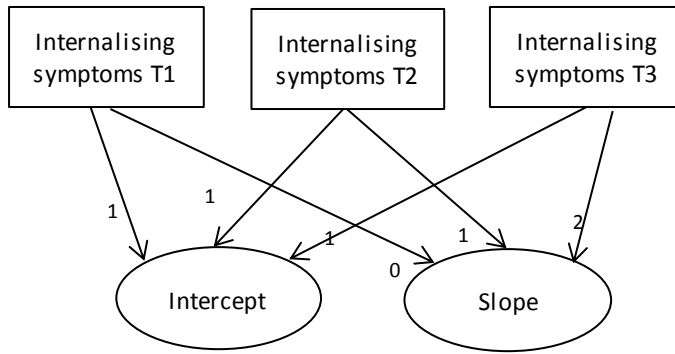 Internalising
symptoms T1
Internalising
symptoms T2
Internalising
symptoms T3
1
1
1
0
1
2
Intercept
Slope